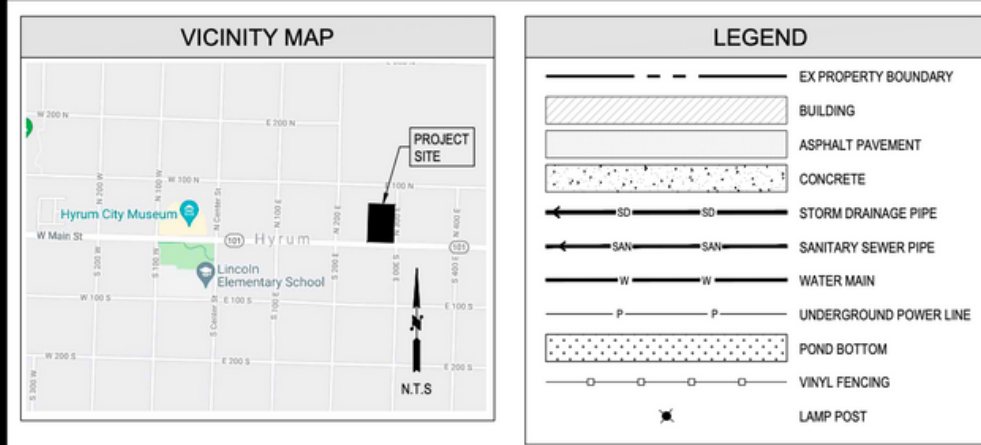 VICINITY MAP
W 200 N
E 200 N
PROJECT
SITE
W 100 N
E 100 N
N 200 W
N 100 W
N Center St
N 100 E
N 200 E
N 300 E
N 400 E
Hyrum City Museum
W Main St
101
Hyrum
101
S 200 W
S 100 W
S 200 E
S 300 E
S 400 E
Lincoln
Elementary School
W 100 S
E 100 S
S 100 E
E 100 S
S Center St
N
W 200 S
E 200 S
E 200 S
S 300 W
N.T.S
LEGEND
EX PROPERTY BOUNDARY
BUILDING
ASPHALT PAVEMENT
CONCRETE
SD SD STORM DRAINAGE PIPE
SAN SAN SANITARY SEWER PIPE
W W WATER MAIN
P P UNDERGROUND POWER LINE
POND BOTTOM
VINYL FENCING
LAMP POST